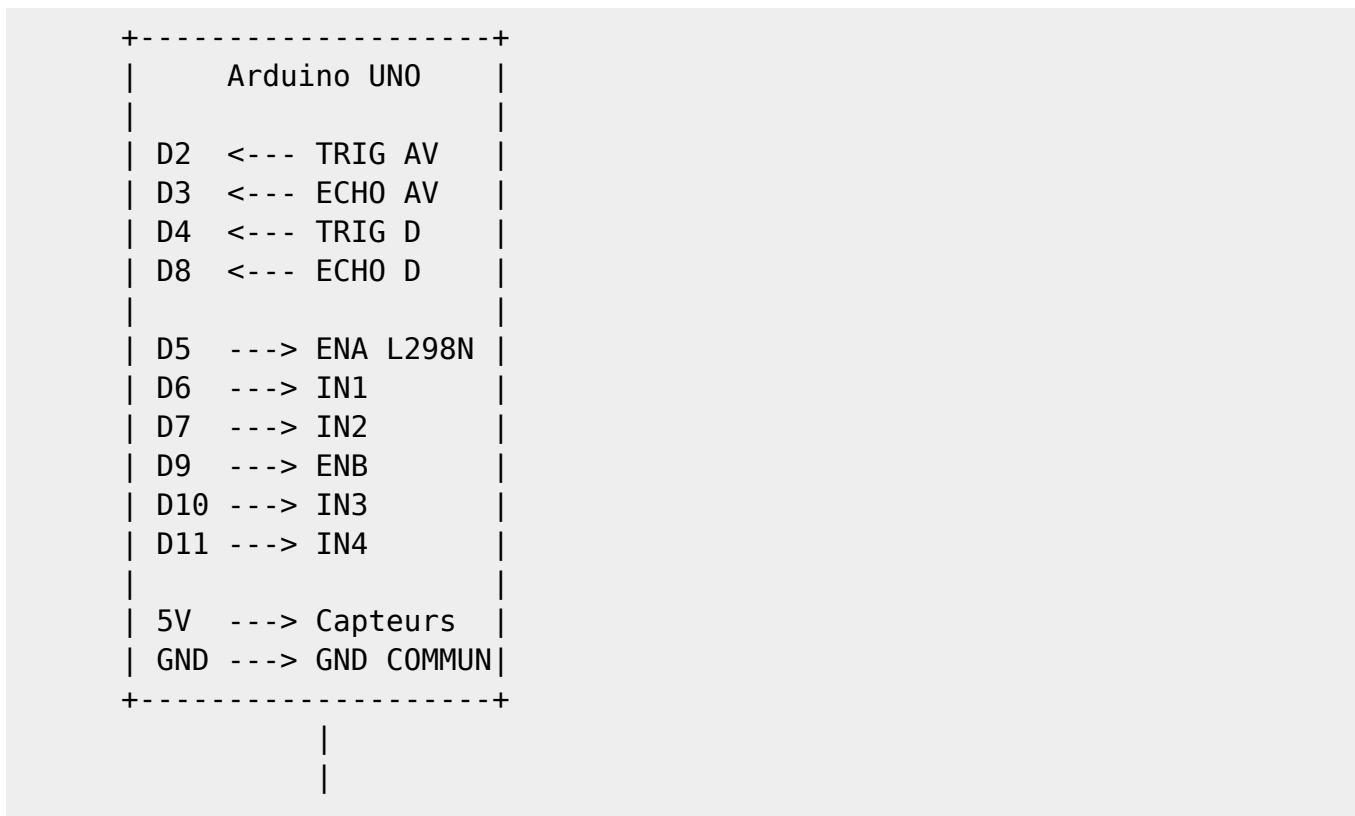 +--------------------+
|     Arduino UNO    |
|                    |
| D2  <--- TRIG AV   |
| D3  <--- ECHO AV   |
| D4  <--- TRIG D    |
| D8  <--- ECHO D    |
|                    |
| D5  ---> ENA L298N |
| D6  ---> IN1       |
| D7  ---> IN2       |
| D9  ---> ENB       |
| D10 ---> IN3       |
| D11 ---> IN4       |
|                    |
| 5V  ---> Capteurs  |
| GND ---> GND COMMUN|
+--------------------+
           |
           |